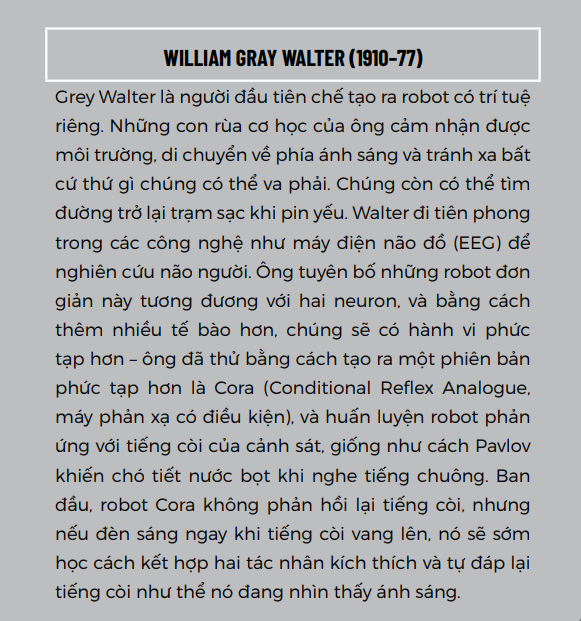 WILLIAM GRAY WALTER (1910–77)
Grey Walter là người đầu tiên chế tạo ra robot có trí tuệ
riêng. Những con rùa cơ học của ông cảm nhận được
môi trường, di chuyển về phía ánh sáng và tránh xa bất
cứ thứ gì chúng có thể va phải. Chúng còn có thể tìm
đường trở lại trạm sạc khi pin yếu. Walter đi tiên phong
trong các công nghệ như máy điện não đồ (EEG) để
nghiên cứu não người. Ông tuyên bố những robot đơn
giản này tương đương với hai neuron, và bằng cách
thêm nhiều tế bào hơn, chúng sẽ có hành vi phức
tạp hơn – ông đã thử bằng cách tạo ra một phiên bản
phức tạp hơn là Cora (Conditional Reflex Analogue,
máy phản xạ có điều kiện), và huấn luyện robot phản
ứng với tiếng còi của cảnh sát, giống như cách Pavlov
khiến chó tiết nước bọt khi nghe tiếng chuông. Ban
đầu, robot Cora không phản hồi lại tiếng còi, nhưng
nếu đèn sáng ngay khi tiếng còi vang lên, nó sẽ sớm
học cách kết hợp hai tác nhân kích thích và tự đáp lại
tiếng còi như thể nó đang nhìn thấy ánh sáng.